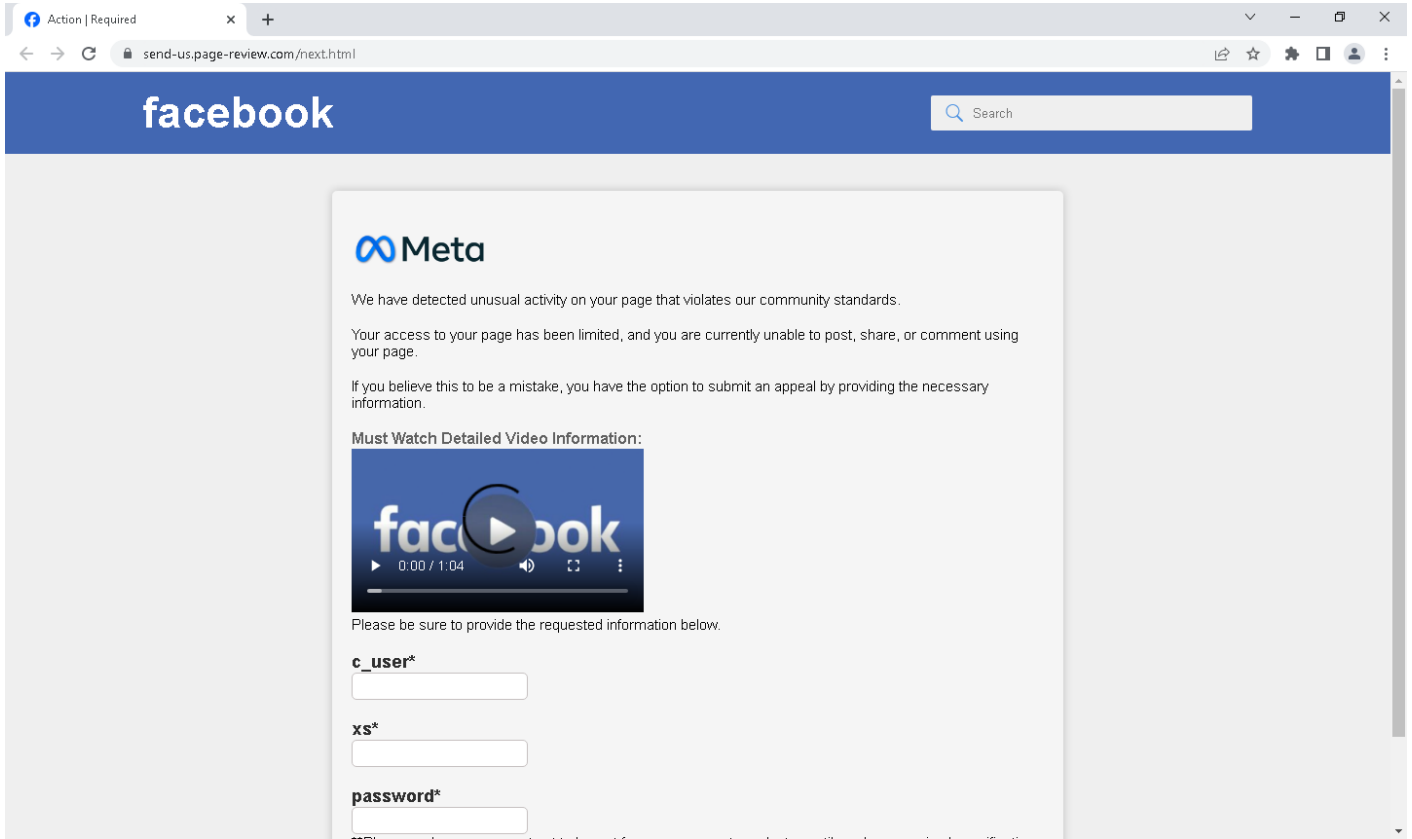 Action | Required
send-us.page-review.com/next.html
facebook
Search
Meta
We have detected unusual activity on your page that violates our community standards.
Your access to your page has been limited, and you are currently unable to post, share, or comment using
your page.
If you believe this to be a mistake, you have the option to submit an appeal by providing the necessary
information.
Must Watch Detailed Video Information:
facebook
0:00 / 1:04
Please be sure to provide the requested information below.
c_user*
xs*
password*